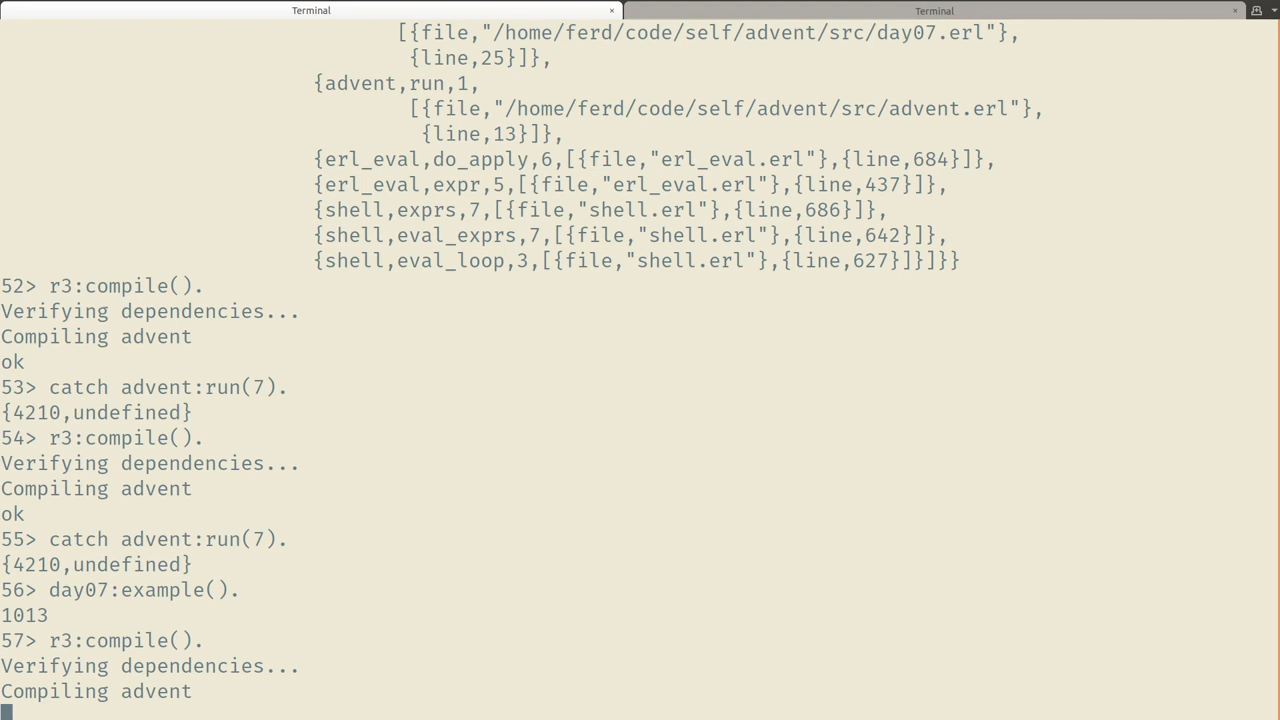 Terminal × Terminal ×
[{file,"/home/ferd/code/self/advent/src/day07.erl"},
{line,25}]},
{advent,run,1,
[{file,"/home/ferd/code/self/advent/src/advent.erl"},
{line,13}]},
{erl_eval,do_apply,6,[{file,"erl_eval.erl"},{line,684}]},
{erl_eval,expr,5,[{file,"erl_eval.erl"},{line,437}]},
{shell,exprs,7,[{file,"shell.erl"},{line,686}]},
{shell,eval_exprs,7,[{file,"shell.erl"},{line,642}]},
{shell,eval_loop,3,[{file,"shell.erl"},{line,627}]}]}}
52> r3:compile().
Verifying dependencies...
Compiling advent
ok
53> catch advent:run(7).
{4210,undefined}
54> r3:compile().
Verifying dependencies...
Compiling advent
ok
55> catch advent:run(7).
{4210,undefined}
56> day07:example().
1013
57> r3:compile().
Verifying dependencies...
Compiling advent